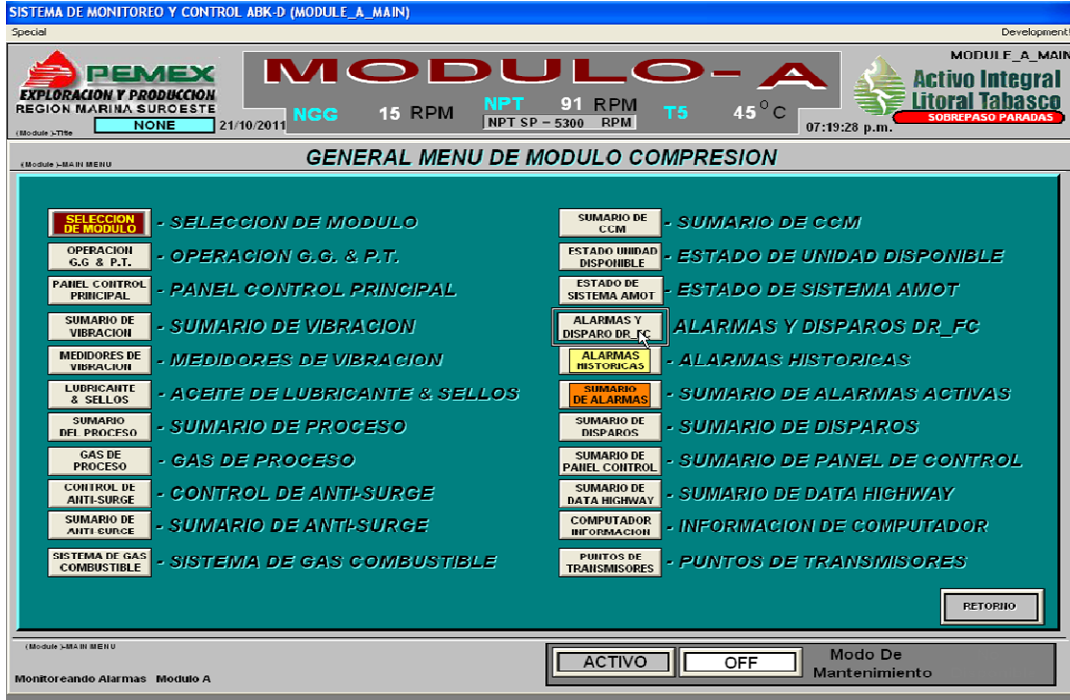 SISTEMA DE MONITOREO Y CONTROL ABK-D (MODULE_A_MAIN)
Special
Development!
PEMEX
EXPLORACION Y PRODUCCION
REGION MARINA SUROESTE
(Module)-Title
NONE
21/10/2011
MODULO-A
NGG 15 RPM
NPT 91 RPM
NPT SP - 5300 RPM
T5 45°C
MODULE_A_MAIN
Activo Integral
Litoral Tabasco
SOBREPASO PARADAS
07:19:28 p.m.
(Module)-MAIN MENU
GENERAL MENU DE MODULO COMPRESION
SELECCION
DE MODULO
- SELECCION DE MODULO
OPERACION
G.G & P.T.
- OPERACION G.G. & P.T.
PANEL CONTROL
PRINCIPAL
- PANEL CONTROL PRINCIPAL
SUMARIO DE
VIBRACION
- SUMARIO DE VIBRACION
MEDIDORES DE
VIBRACION
- MEDIDORES DE VIBRACION
LUBRICANTE
& SELLOS
- ACEITE DE LUBRICANTE & SELLOS
SUMARIO
DEL PROCESO
- SUMARIO DE PROCESO
GAS DE
PROCESO
- GAS DE PROCESO
CONTROL DE
ANTI-SURGE
- CONTROL DE ANTI-SURGE
SUMARIO DE
ANTI-SURGE
- SUMARIO DE ANTI-SURGE
SISTEMA DE GAS
COMBUSTIBLE
- SISTEMA DE GAS COMBUSTIBLE
SUMARIO DE
CCM
- SUMARIO DE CCM
ESTADO UNIDAD
DISPONIBLE
- ESTADO DE UNIDAD DISPONIBLE
ESTADO DE
SISTEMA AMOT
- ESTADO DE SISTEMA AMOT
ALARMAS Y
DISPARO DR_FC
ALARMAS Y DISPAROS DR_FC
ALARMAS
HISTORICAS
- ALARMAS HISTORICAS
SUMARIO
DE ALARMAS
- SUMARIO DE ALARMAS ACTIVAS
SUMARIO DE
DISPAROS
- SUMARIO DE DISPAROS
SUMARIO DE
PANEL CONTROL
- SUMARIO DE PANEL DE CONTROL
SUMARIO DE
DATA HIGHWAY
- SUMARIO DE DATA HIGHWAY
COMPUTADOR
INFORMACION
- INFORMACION DE COMPUTADOR
PUNTOS DE
TRANSMISORES
- PUNTOS DE TRANSMISORES
RETORNO
(Module)-MAIN MENU
Monitoreando Alarmas Modulo A
ACTIVO
OFF
Modo De
Mantenimiento